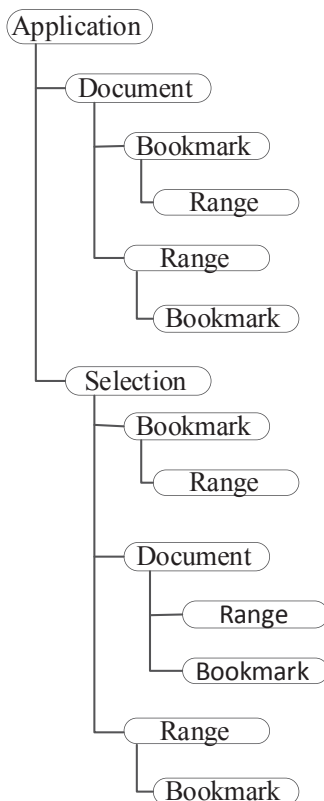 Application
Document
Bookmark
Range
Range
Bookmark
Selection
Bookmark
Range
Document
Range
Bookmark
Range
Bookmark